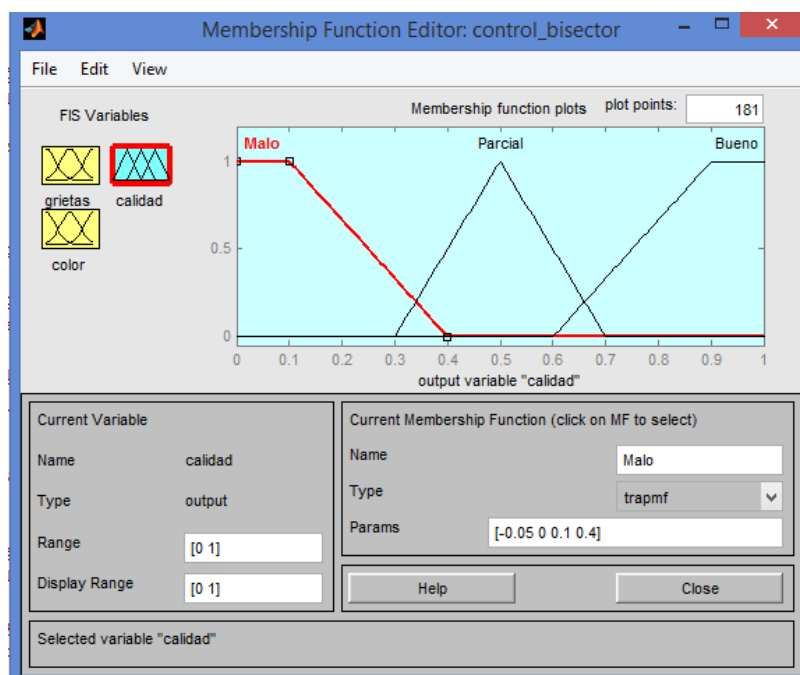 Membership Function Editor: control_bisector
File Edit View
FIS Variables
grietas calidad
color
Membership function plots plot points: 181
Malo Parcial Bueno
1
0.5
0
0 0.1 0.2 0.3 0.4 0.5 0.6 0.7 0.8 0.9 1
output variable "calidad"
Current Variable
Name calidad
Type output
Range [0 1]
Display Range [0 1]
Current Membership Function (click on MF to select)
Name Malo
Type trapmf
Params [-0.05 0 0.1 0.4]
Help Close
Selected variable "calidad"